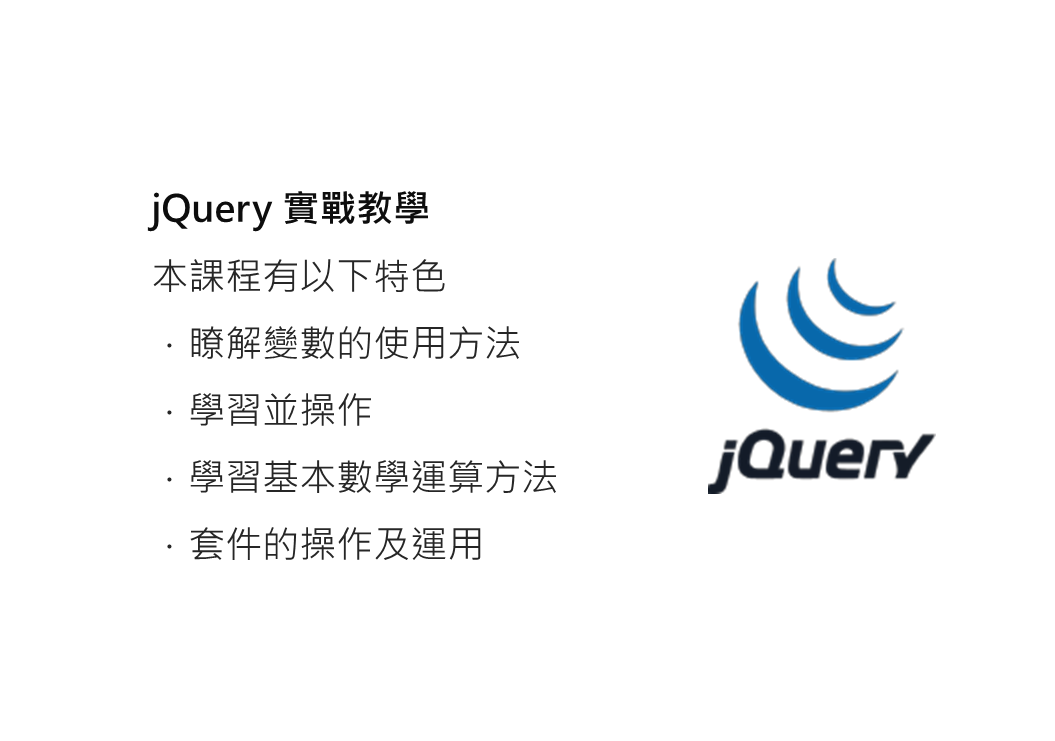 jQuery 實戰教學
本課程有以下特色
· 瞭解變數的使用方法
· 學習並操作
· 學習基本數學運算方法
· 套件的操作及運用
jQuery